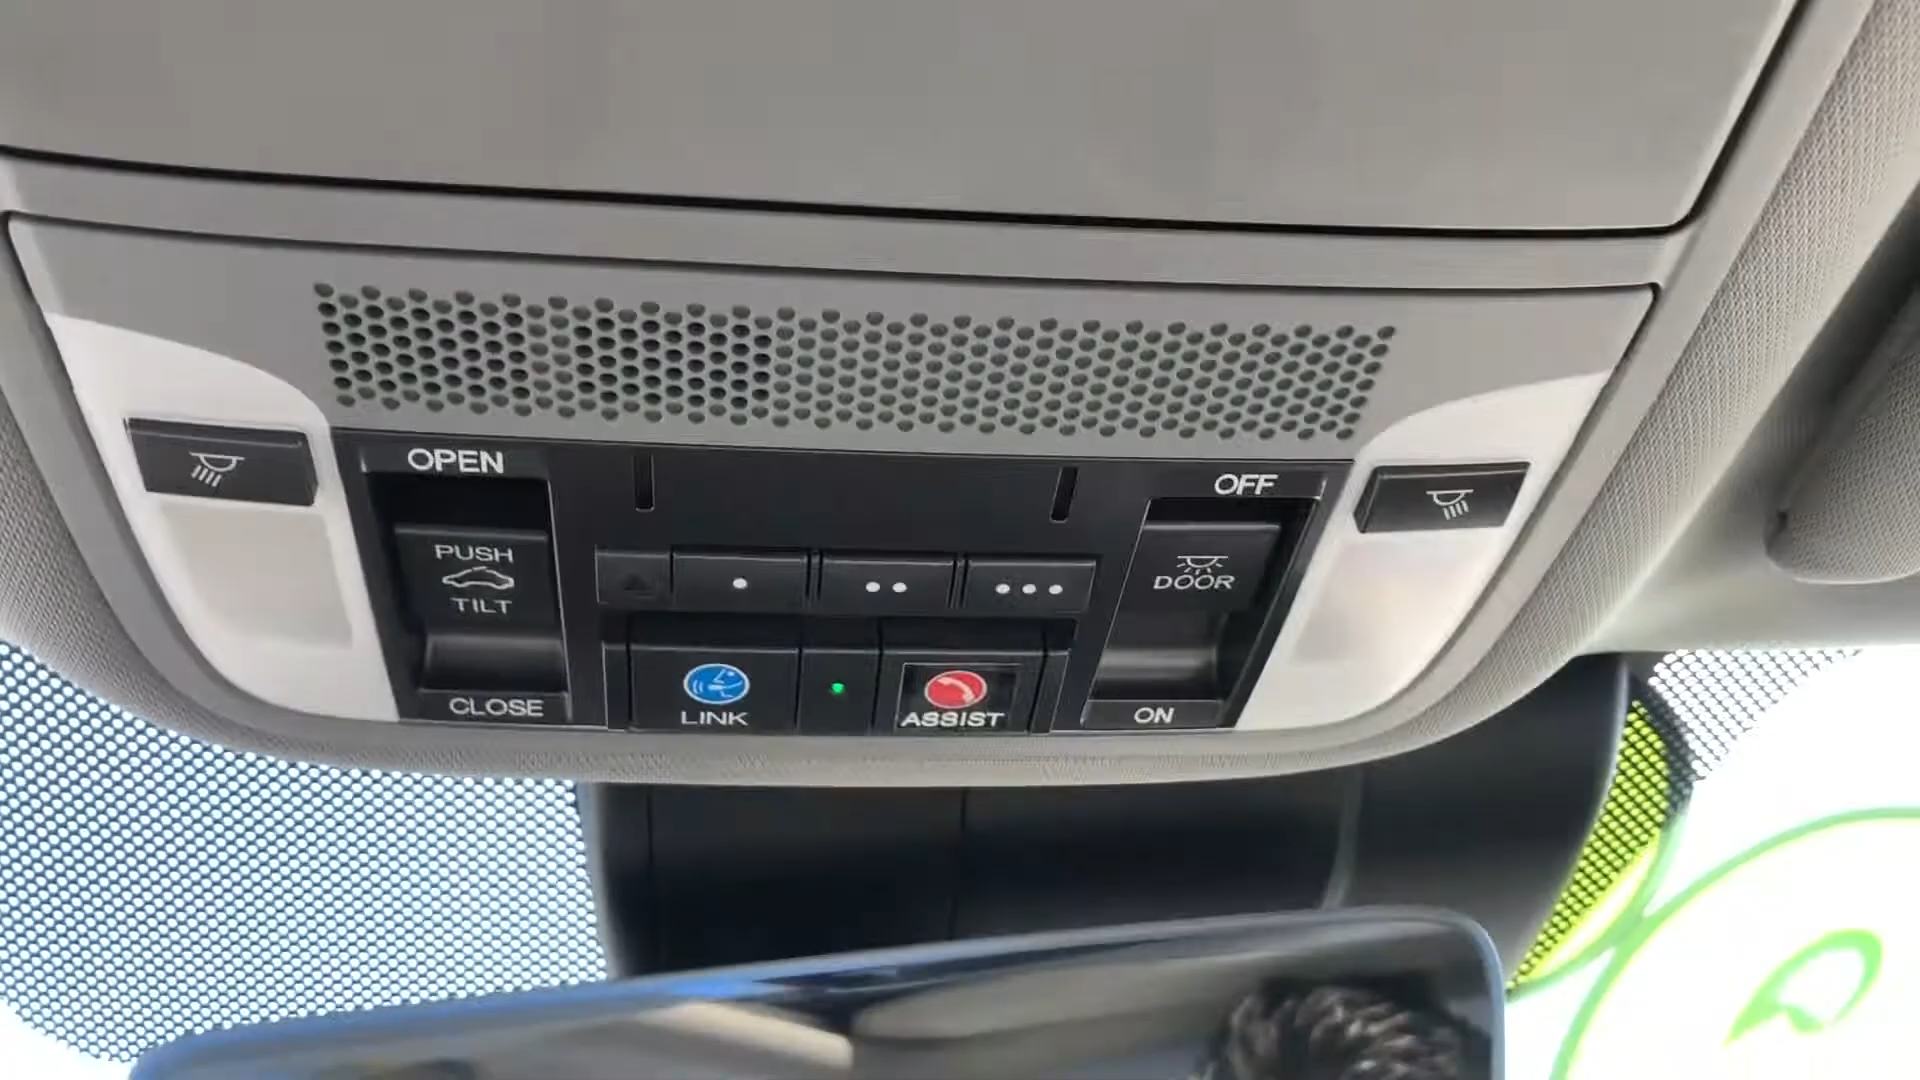 OPEN
PUSH
TILT
CLOSE
LINK
ASSIST
OFF
DOOR
ON